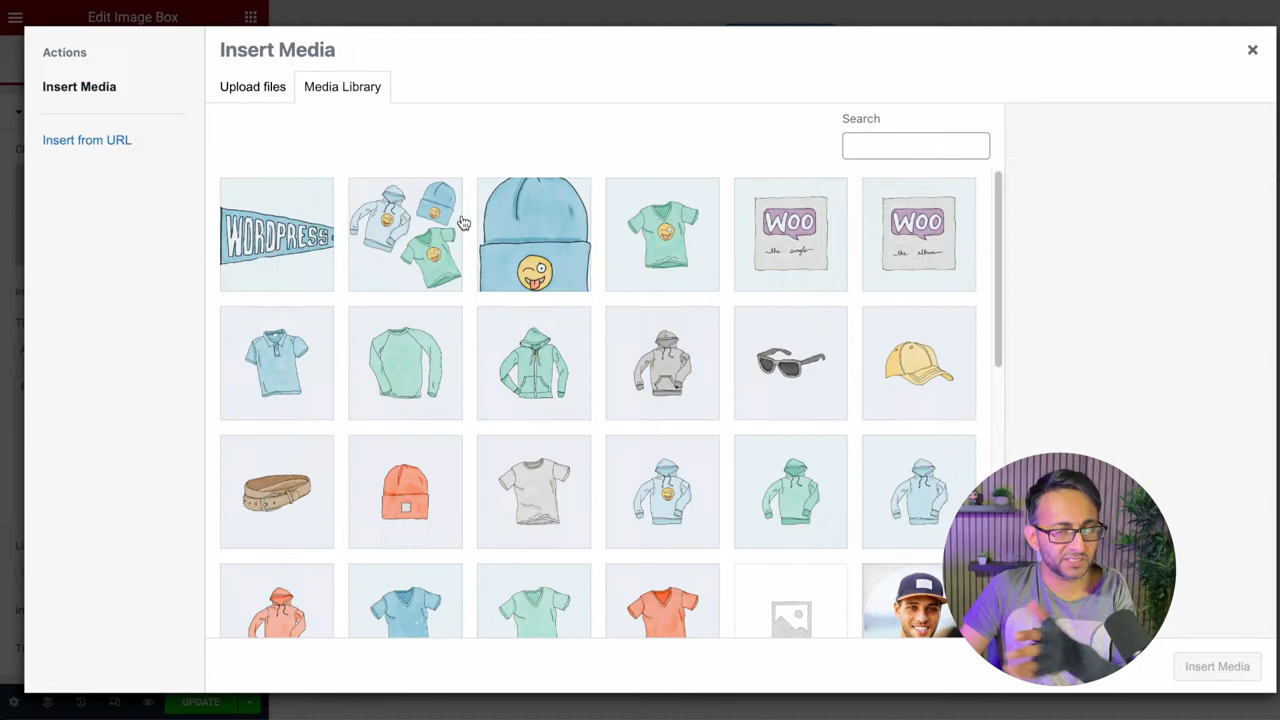 Edit Image Box
Actions
Insert Media
Insert from URL
Insert Media
Upload files
Media Library
Search
WORDPRESS
WOO
the single
WOO
the album
Insert Media
UPDATE